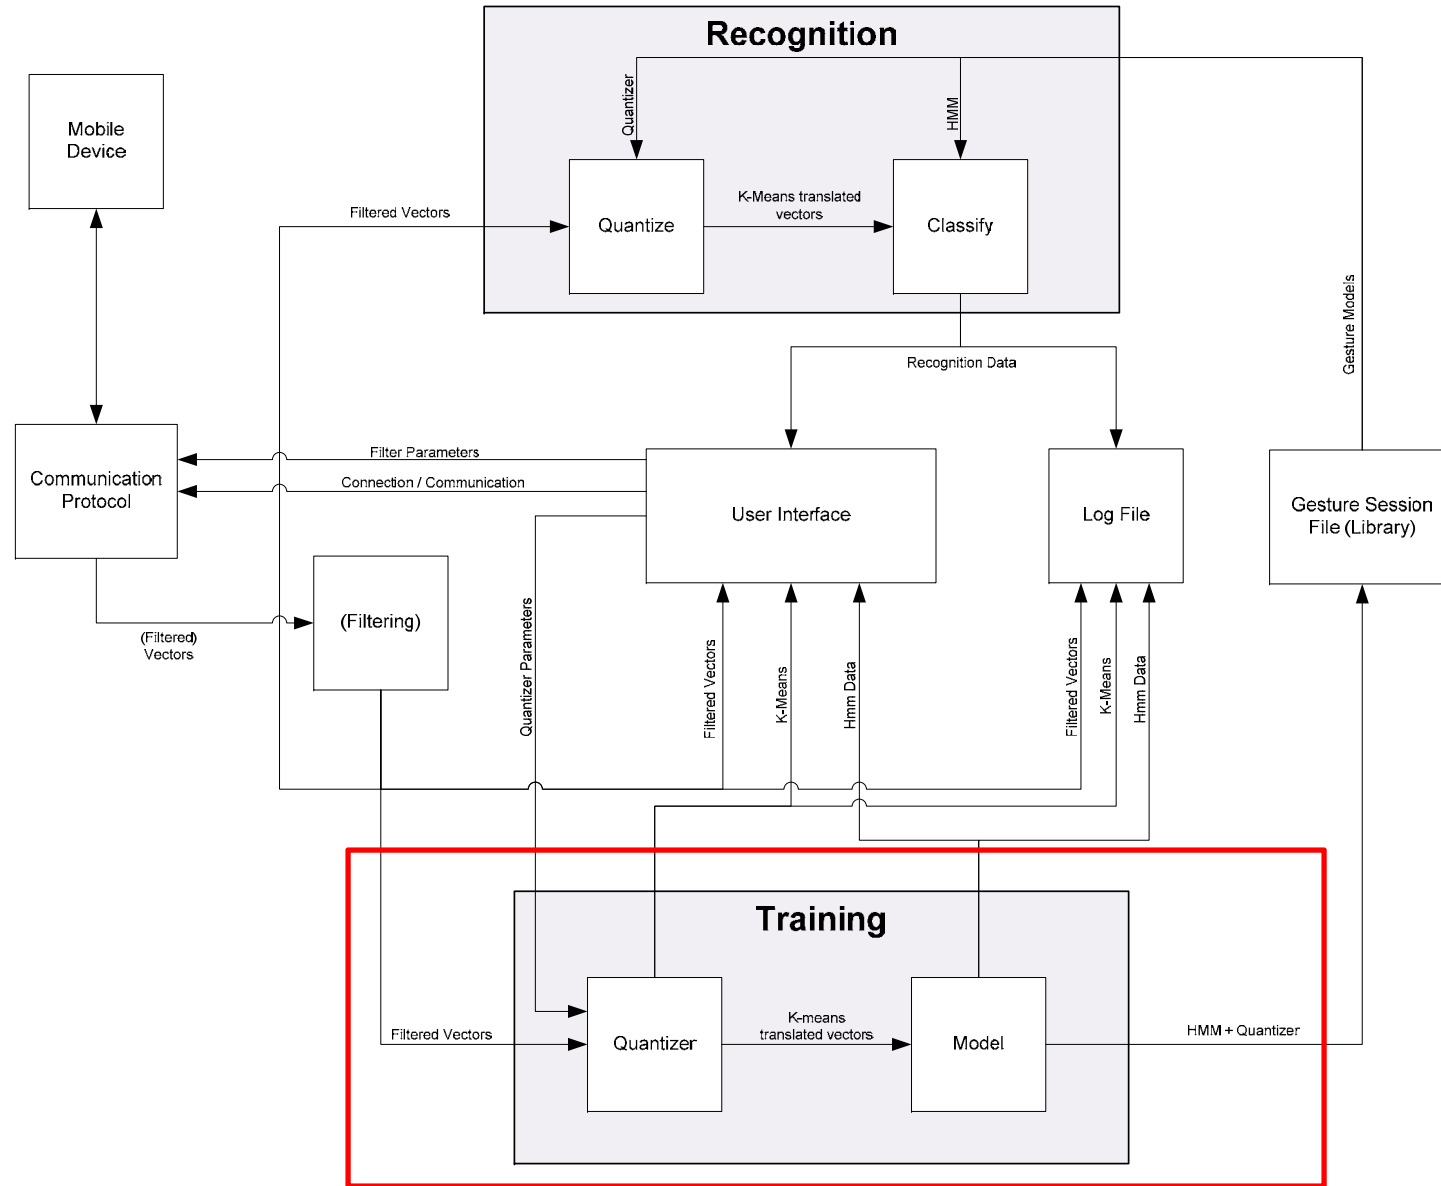 Recognition
Mobile
Device
Quantizer
HMM
Filtered Vectors
Quantize
K-Means translated
vectors
Classify
Gesture Models
Recognition Data
Communication
Protocol
Filter Parameters
Connection / Communication
User Interface
Log File
Gesture Session
File (Library)
(Filtered)
Vectors
(Filtering)
Quantizer Parameters
Filtered Vectors
K-Means
Hmm Data
Filtered Vectors
K-Means
Hmm Data
Training
Filtered Vectors
Quantizer
K-means
translated vectors
Model
HMM + Quantizer